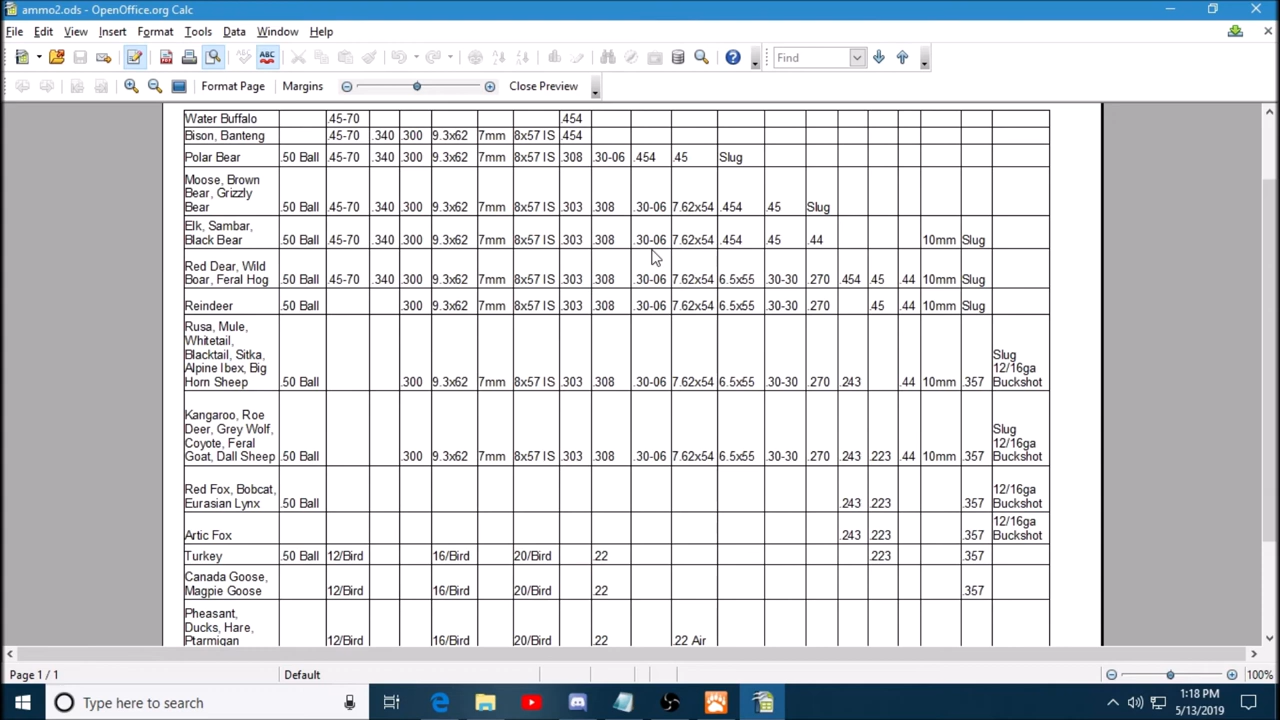 ammo2.ods - OpenOffice.org Calc
File Edit View Insert Format Tools Data Window Help
Find
Format Page Margins Close Preview
Water Buffalo .45-70 .454
Bison, Banteng .45-70 .340 .300 9.3x62 7mm 8x57 IS .454
Polar Bear .50 Ball .45-70 .340 .300 9.3x62 7mm 8x57 IS .308 .30-06 .454 .45 Slug
Moose, Brown
Bear, Grizzly
Bear .50 Ball .45-70 .340 .300 9.3x62 7mm 8x57 IS .303 .308 .30-06 7.62x54 .454 .45 Slug
Elk, Sambar,
Black Bear .50 Ball .45-70 .340 .300 9.3x62 7mm 8x57 IS .303 .308 .30-06 7.62x54 .454 .45 .44 10mm Slug
Red Dear, Wild
Boar, Feral Hog .50 Ball .45-70 .340 .300 9.3x62 7mm 8x57 IS .303 .308 .30-06 7.62x54 6.5x55 .30-30 .270 .454 .45 .44 10mm Slug
Reindeer .50 Ball .300 9.3x62 7mm 8x57 IS .303 .308 .30-06 7.62x54 6.5x55 .30-30 .270 .45 .44 10mm Slug
Rusa, Mule,
Whitetail,
Blacktail, Sitka, Slug
Alpine Ibex, Big 12/16ga
Horn Sheep .50 Ball .300 9.3x62 7mm 8x57 IS .303 .308 .30-06 7.62x54 6.5x55 .30-30 .270 .243 .44 10mm .357 Buckshot
Kangaroo, Roe
Deer, Grey Wolf, Slug
Coyote, Feral 12/16ga
Goat, Dall Sheep .50 Ball .300 9.3x62 7mm 8x57 IS .303 .308 .30-06 7.62x54 6.5x55 .30-30 .270 .243 .223 .44 10mm .357 Buckshot
Red Fox, Bobcat, 12/16ga
Eurasian Lynx .50 Ball .243 .223 .357 Buckshot
12/16ga
Artic Fox .243 .223 .357 Buckshot
Turkey .50 Ball 12/Bird 16/Bird 20/Bird .22 .223 .357
Canada Goose,
Magpie Goose 12/Bird 16/Bird 20/Bird .22 .357
Pheasant,
Ducks, Hare,
Ptarmigan 12/Bird 16/Bird 20/Bird .22 .22 Air
Page 1 / 1 Default 100%
Type here to search 1:18 PM
5/13/2019